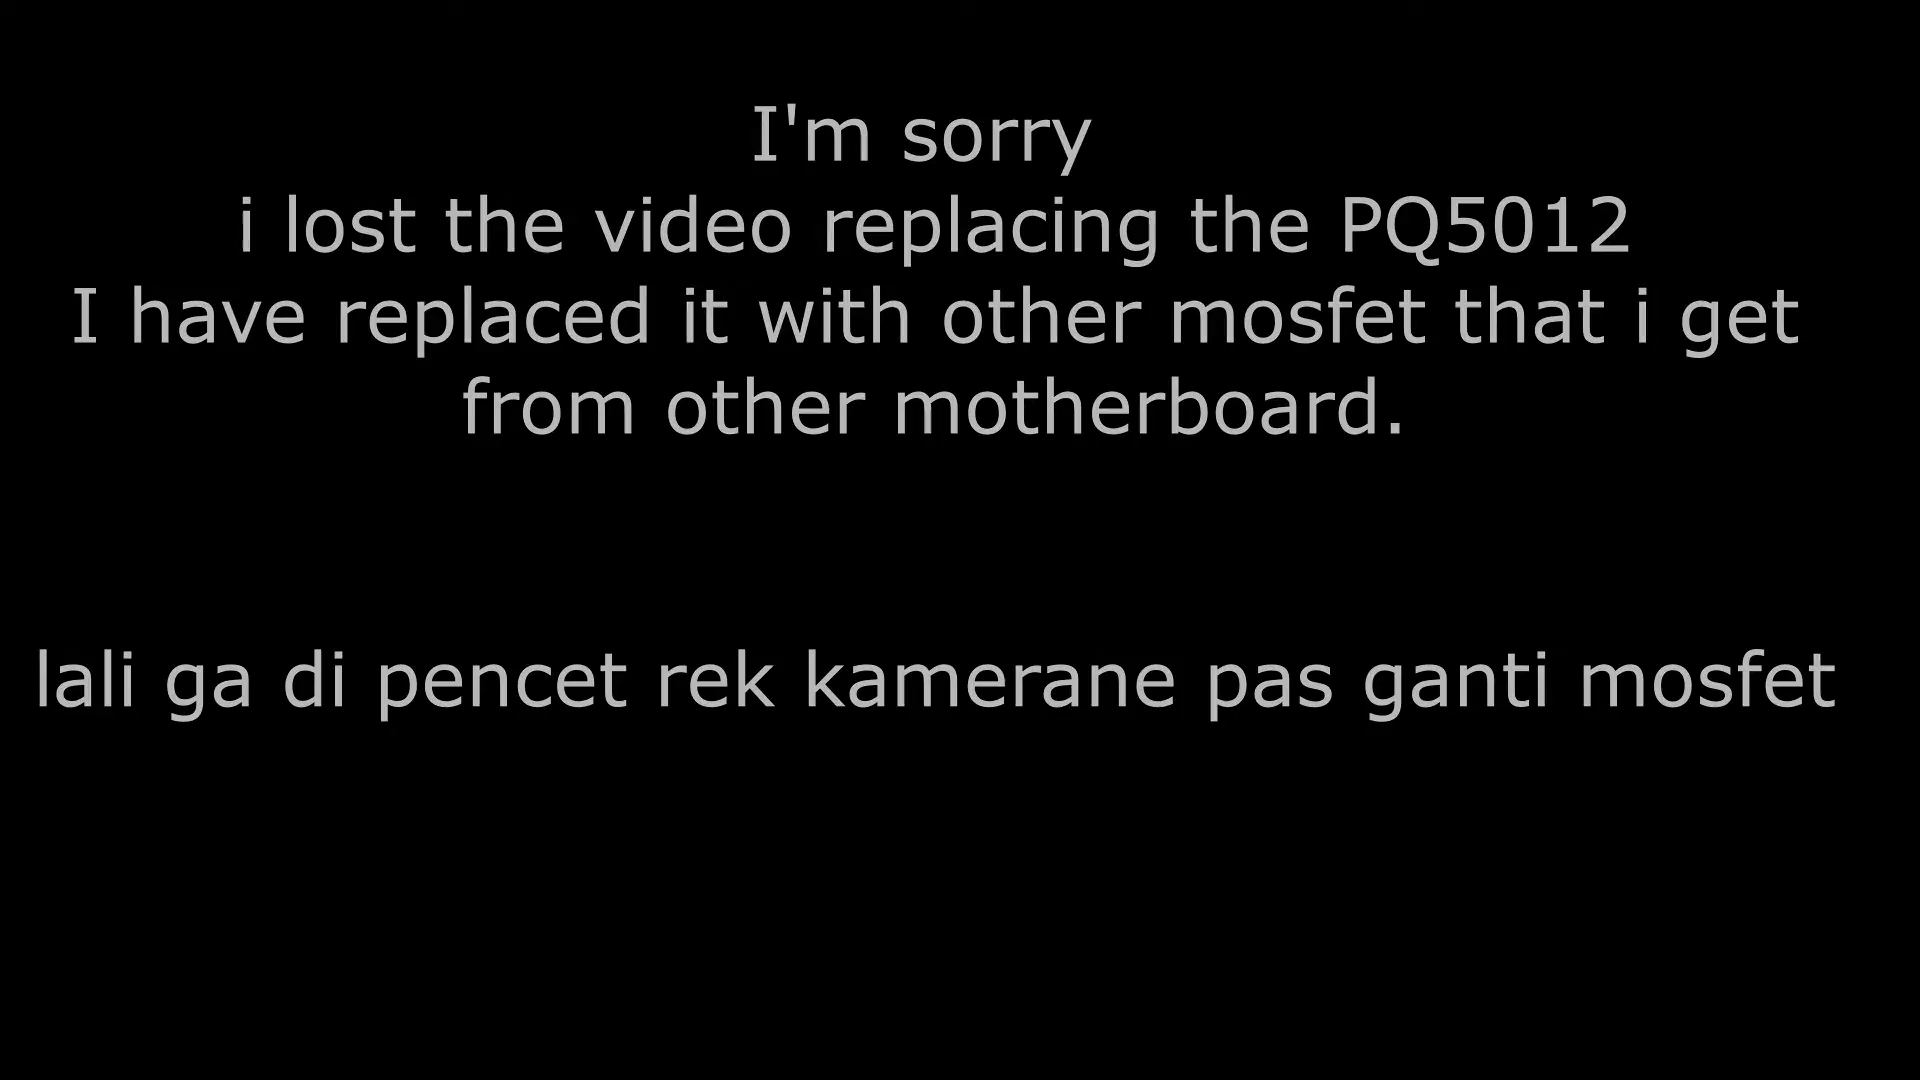 I'm sorry
i lost the video replacing the PQ5012
I have replaced it with other mosfet that i get
from other motherboard.
lali ga di pencet rek kamerane pas ganti mosfet